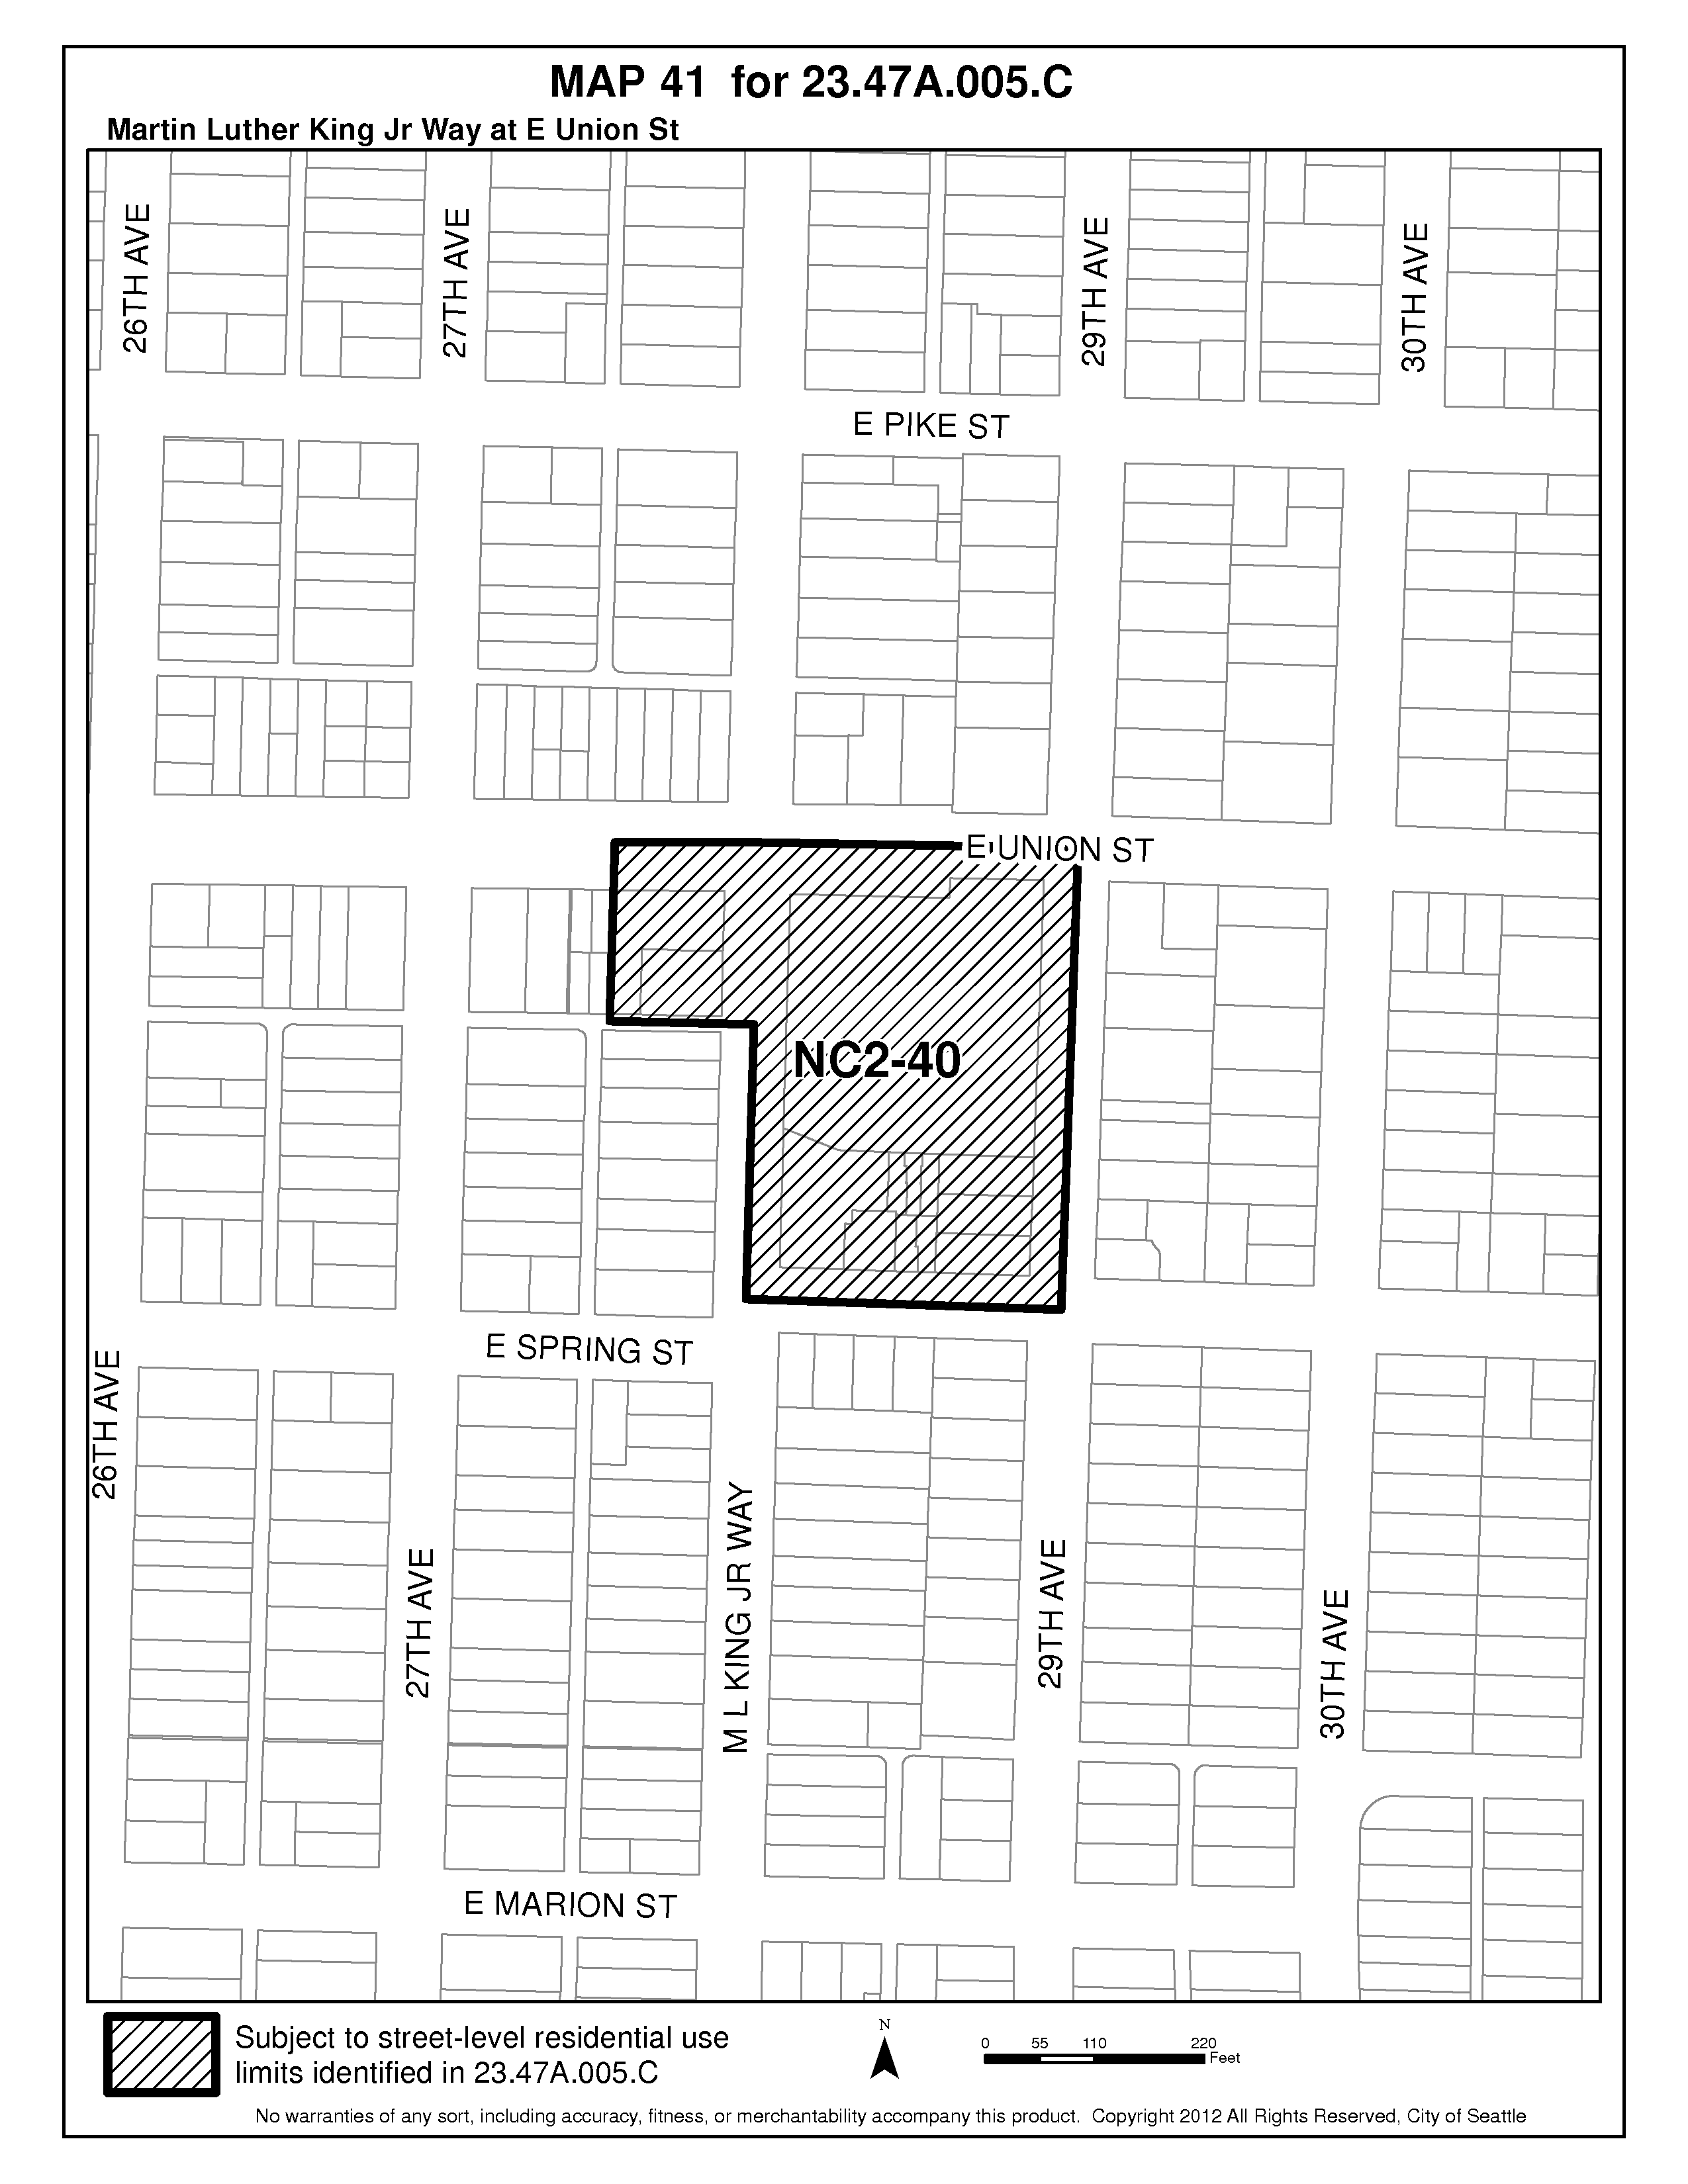 MAP 41 for 23.47A.005.C
Martin Luther King Jr Way at E Union St
26TH AVE
27TH AVE
29TH AVE
30TH AVE
E PIKE ST
E UNION ST
NC2-40
E SPRING ST
26TH AVE
27TH AVE
M L KING JR WAY
29TH AVE
30TH AVE
E MARION ST
Subject to street-level residential use
limits identified in 23.47A.005.C
N
0 55 110 220
Feet
No warranties of any sort, including accuracy, fitness, or merchantability accompany this product. Copyright 2012 All Rights Reserved, City of Seattle